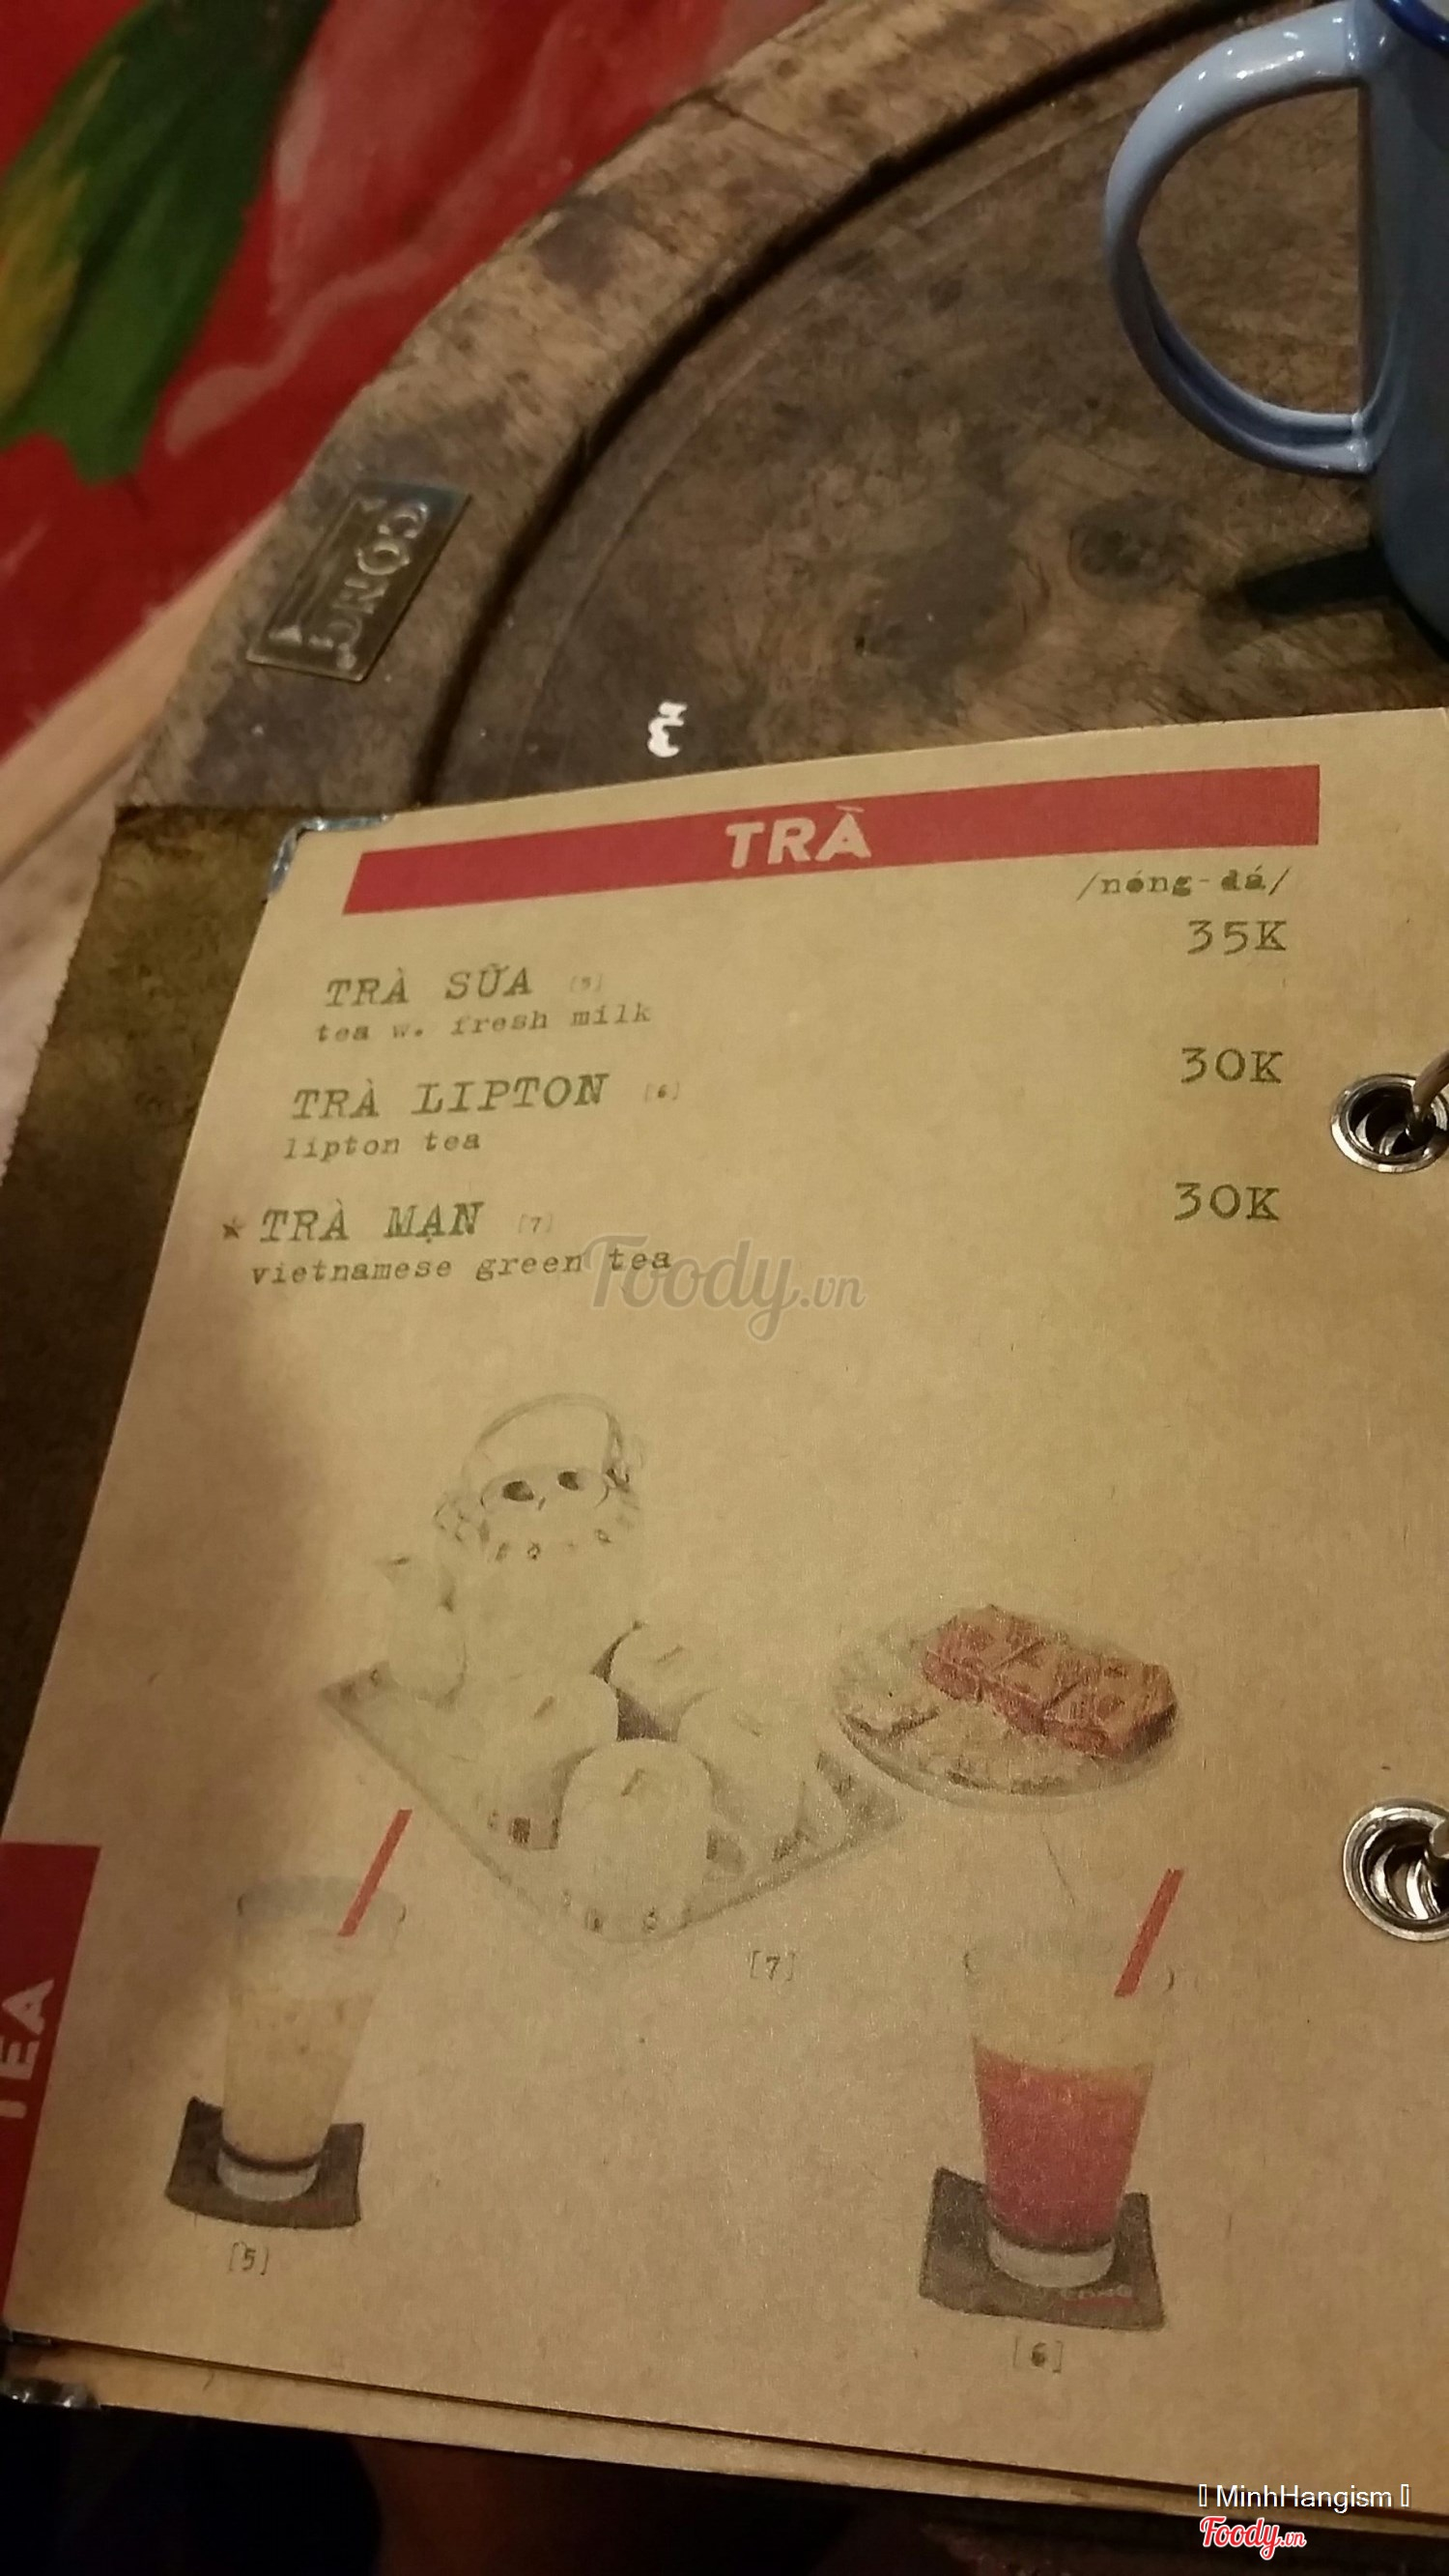 CỘNG
TRÀ
/nóng-đá/
TRÀ SỮA [5] 35K
tea w. fresh milk
TRÀ LIPTON [6] 30K
lipton tea
★ TRÀ MẠN [7] 30K
vietnamese green tea
Foody.vn
[7]
TEA
[5]
[6]
MinhHangism
Foody.vn